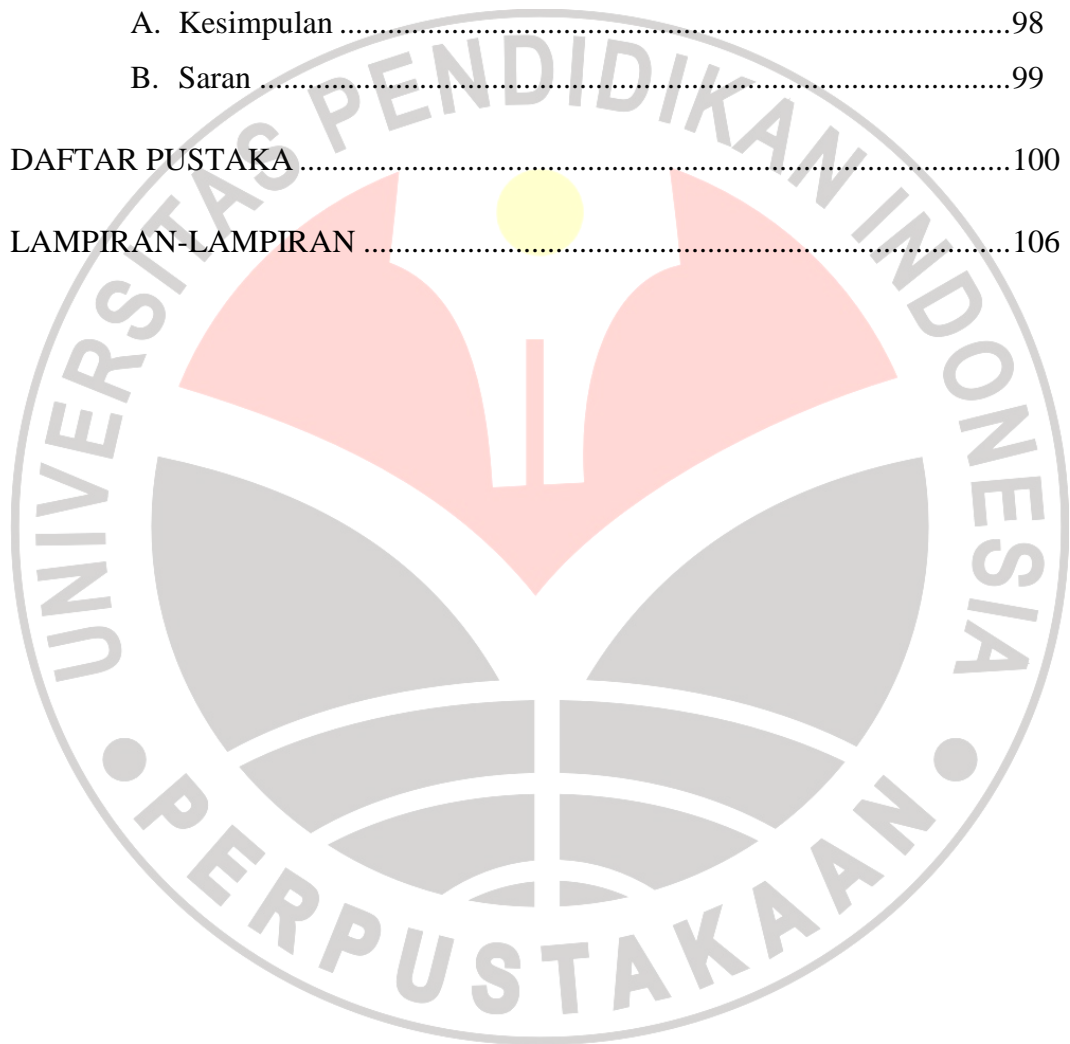 A. Kesimpulan ....................................................................................98
B. Saran ..............................................................................................99
DAFTAR PUSTAKA .........................................................................................100
LAMPIRAN-LAMPIRAN .................................................................................106
UNIVERSITAS PENDIDIKAN INDONESIA
PERPUSTAKAAN